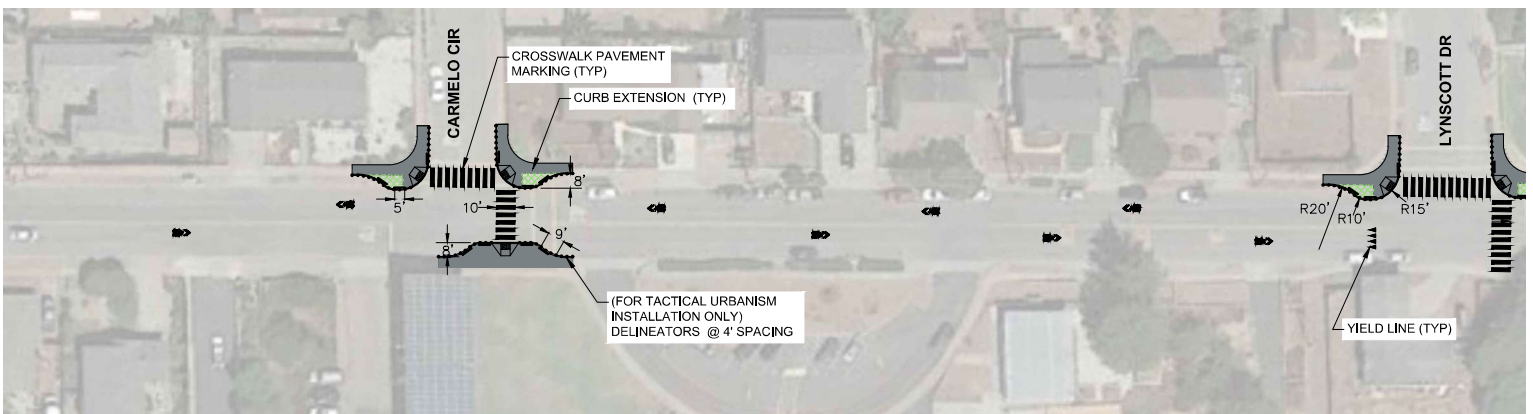 CARMELO CIR
CROSSWALK PAVEMENT
MARKING (TYP)
CURB EXTENSION (TYP)
8'
5'
10'
8'
9'
(FOR TACTICAL URBANISM
INSTALLATION ONLY)
DELINEATORS @ 4' SPACING
LYNSCOTT DR
R20'
R10'
R15'
YIELD LINE (TYP)